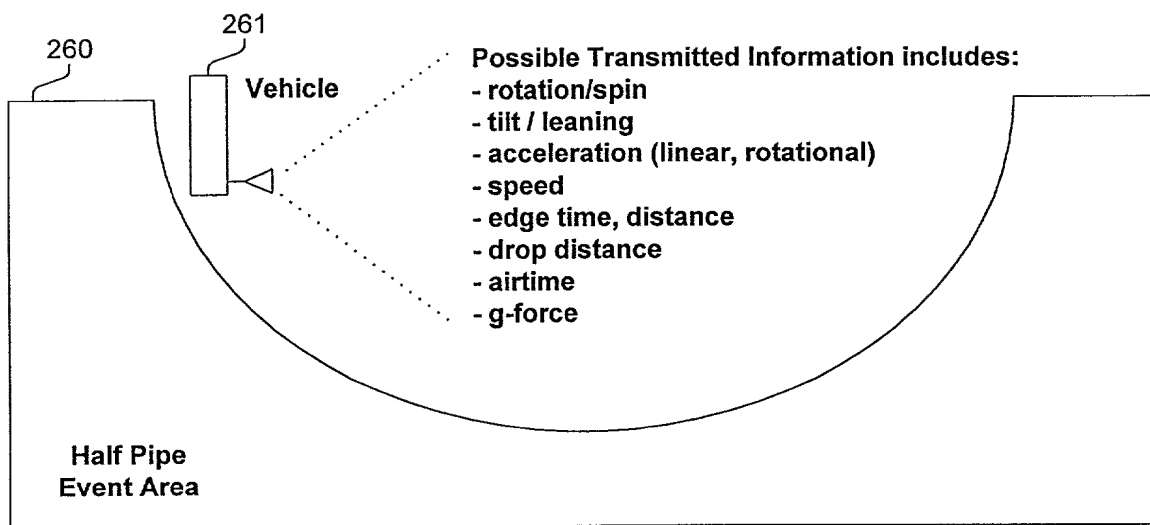 260
261
Vehicle
Possible Transmitted Information includes:
- rotation/spin
- tilt / leaning
- acceleration (linear, rotational)
- speed
- edge time, distance
- drop distance
- airtime
- g-force
Half Pipe
Event Area